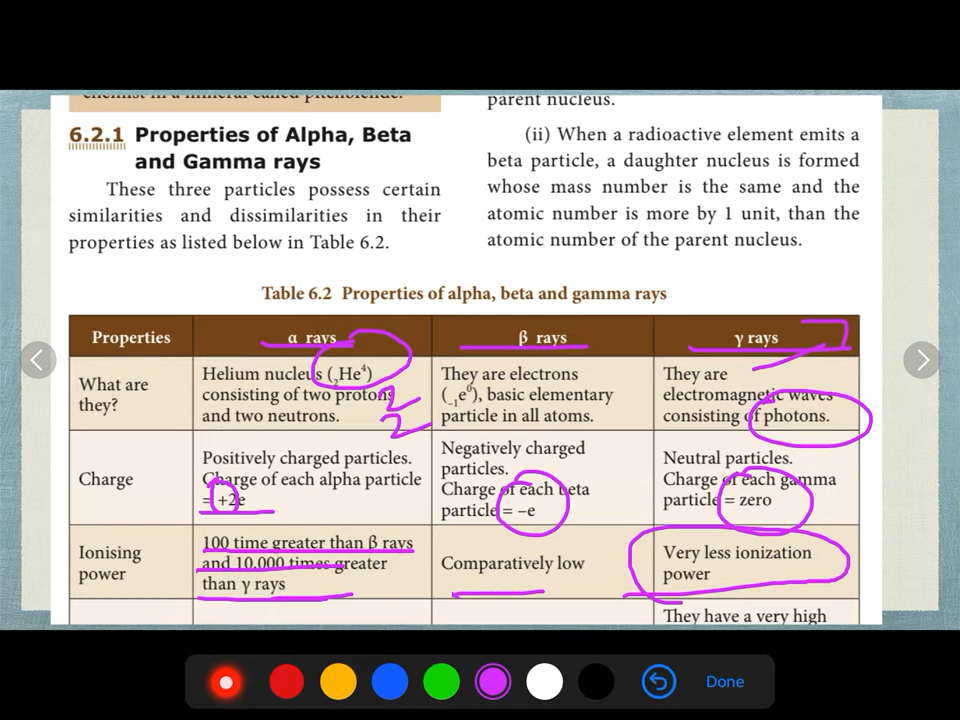 chemist in a mineral called pitchblende.
6.2.1 Properties of Alpha, Beta
and Gamma rays
These three particles possess certain
similarities and dissimilarities in their
properties as listed below in Table 6.2.
parent nucleus.
(ii) When a radioactive element emits a
beta particle, a daughter nucleus is formed
whose mass number is the same and the
atomic number is more by 1 unit, than the
atomic number of the parent nucleus.
Table 6.2 Properties of alpha, beta and gamma rays
Properties
α rays
β rays
γ rays
What are
they?
Helium nucleus (₂He⁴)
consisting of two protons
and two neutrons.
2
2
They are electrons
(₋₁e⁰), basic elementary
particle in all atoms.
They are
electromagnetic waves
consisting of photons.
Charge
Positively charged particles.
Charge of each alpha particle
= +2e
Negatively charged
particles.
Charge of each beta
particle = –e
Neutral particles.
Charge of each gamma
particle = zero
Ionising
power
100 time greater than β rays
and 10,000 times greater
than γ rays
Comparatively low
Very less ionization
power
They have a very high
Done